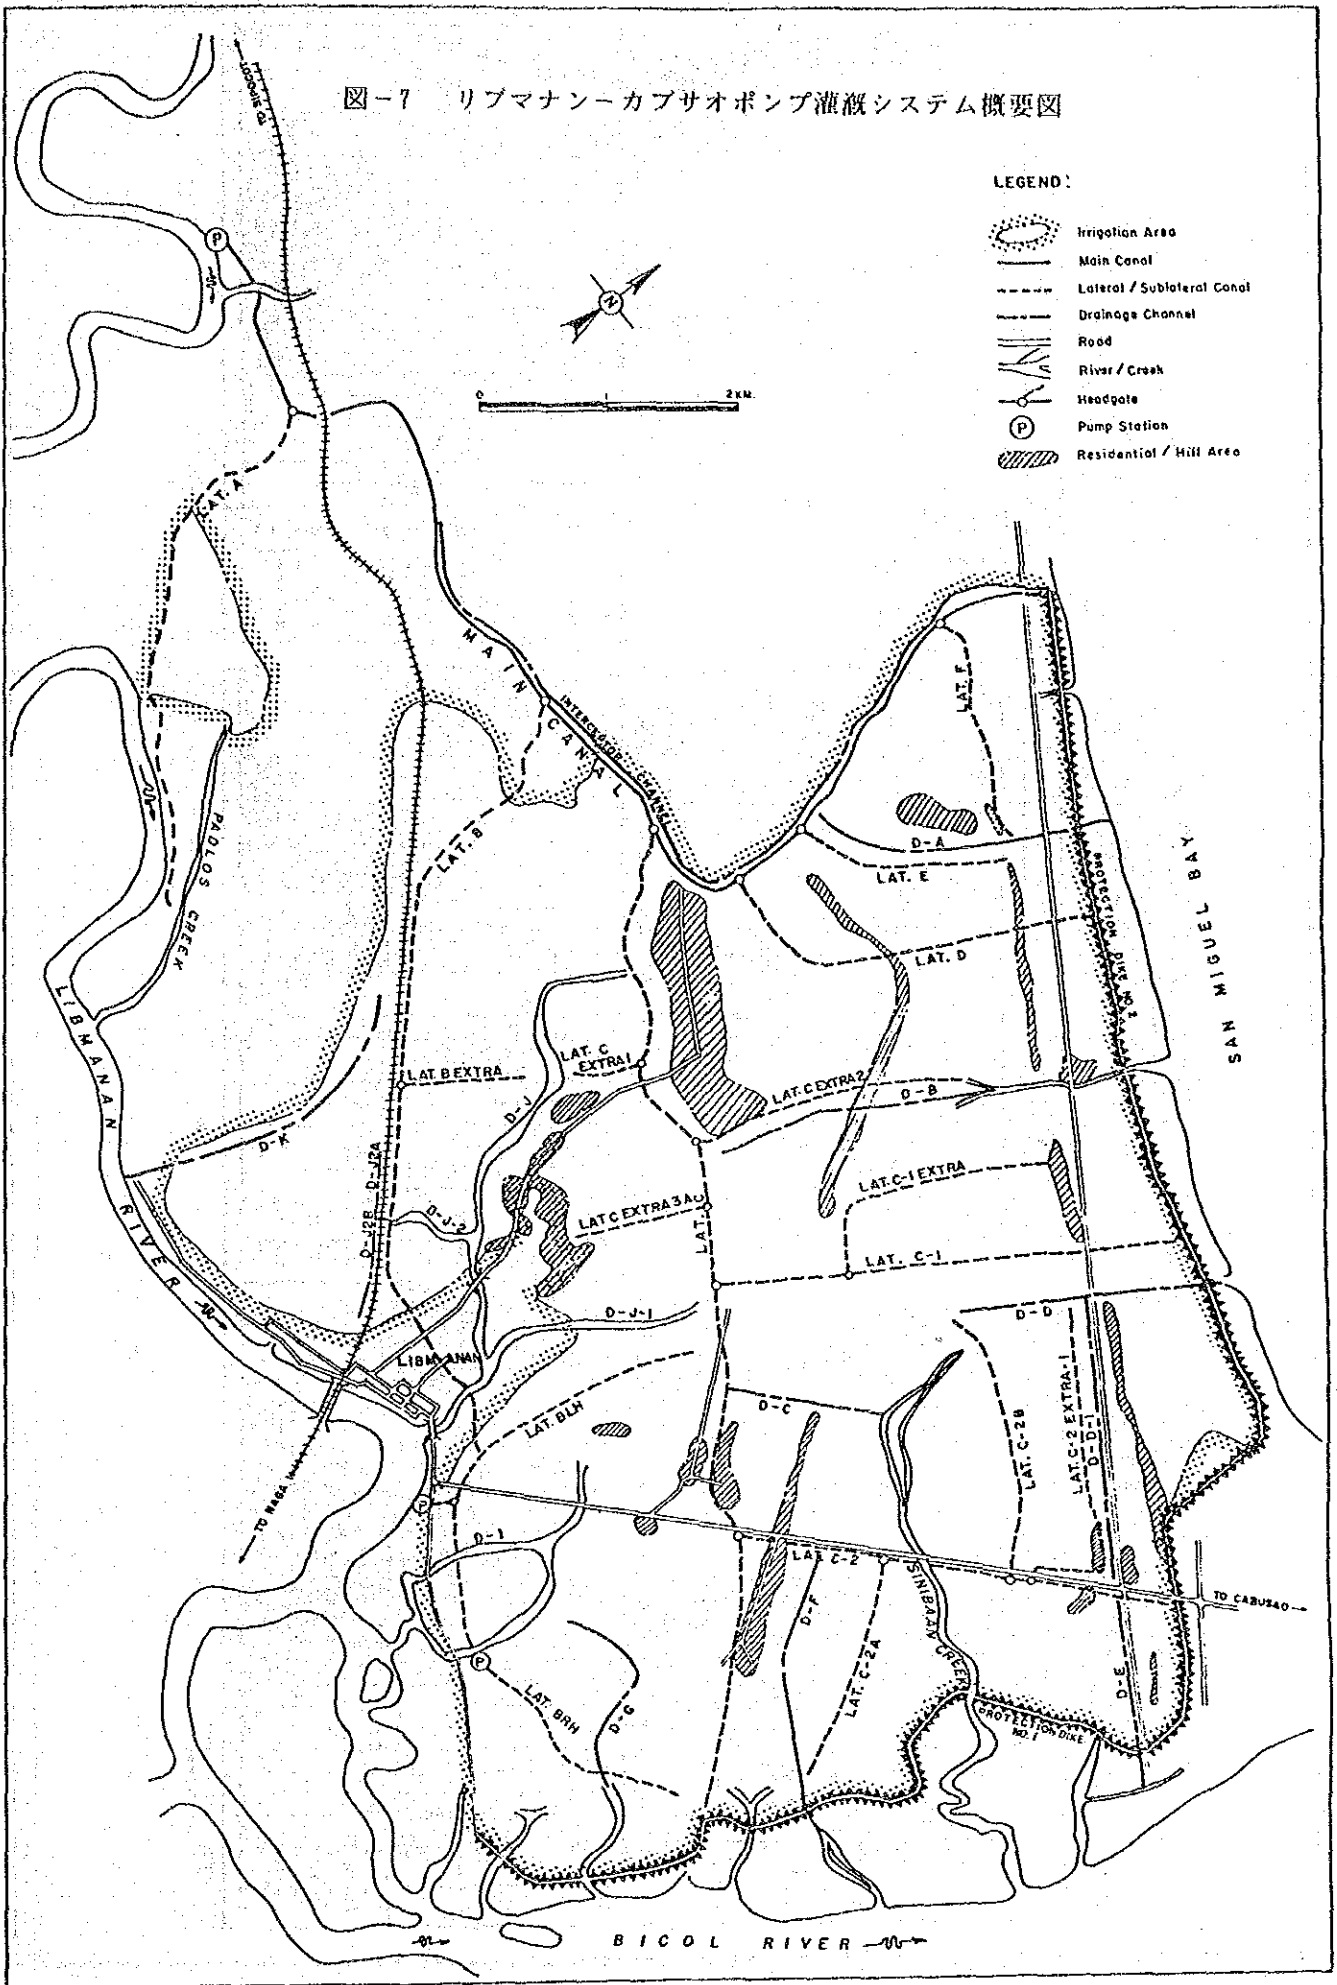 図-7 リブマナン-カブサオポンプ灌漑システム概要図
TO SIPOCOT
LEGEND:
Irrigation Area
Main Canal
Lateral / Sublateral Canal
Drainage Channel
Road
River / Creek
Headgate
P Pump Station
Residential / Hill Area
P
N
0 1 2 KM.
LAT. A
MAIN CANAL
INTERCEPTOR CHANNEL
LAT. F
LAT. B
PADLOS CREEK
D-A
LAT. E
PROTECTION DIKE NO. 2
SAN MIGUEL BAY
LAT. D
LIBMANAN RIVER
LAT. B EXTRA
LAT. C EXTRA 1
LAT. C EXTRA 2
D-B
D-J
D-K
D-J2A
D-J2B
D-J-2
LAT. C-1 EXTRA
LAT C EXTRA 3A
LAT. C
LAT. C-1
D-J-1
D-D
LIBMANAN
LAT. BLH
D-C
LAT. C-2B
LAT. C-2 EXTRA-1
D-D-1
TO NAGA
P
D-I
LAT. C-2
SINIBAAN CREEK
TO CABUSAO
D-F
LAT. C-2A
P
LAT. BRH
D-G
D-E
PROTECTION DIKE NO. 1
BICOL RIVER